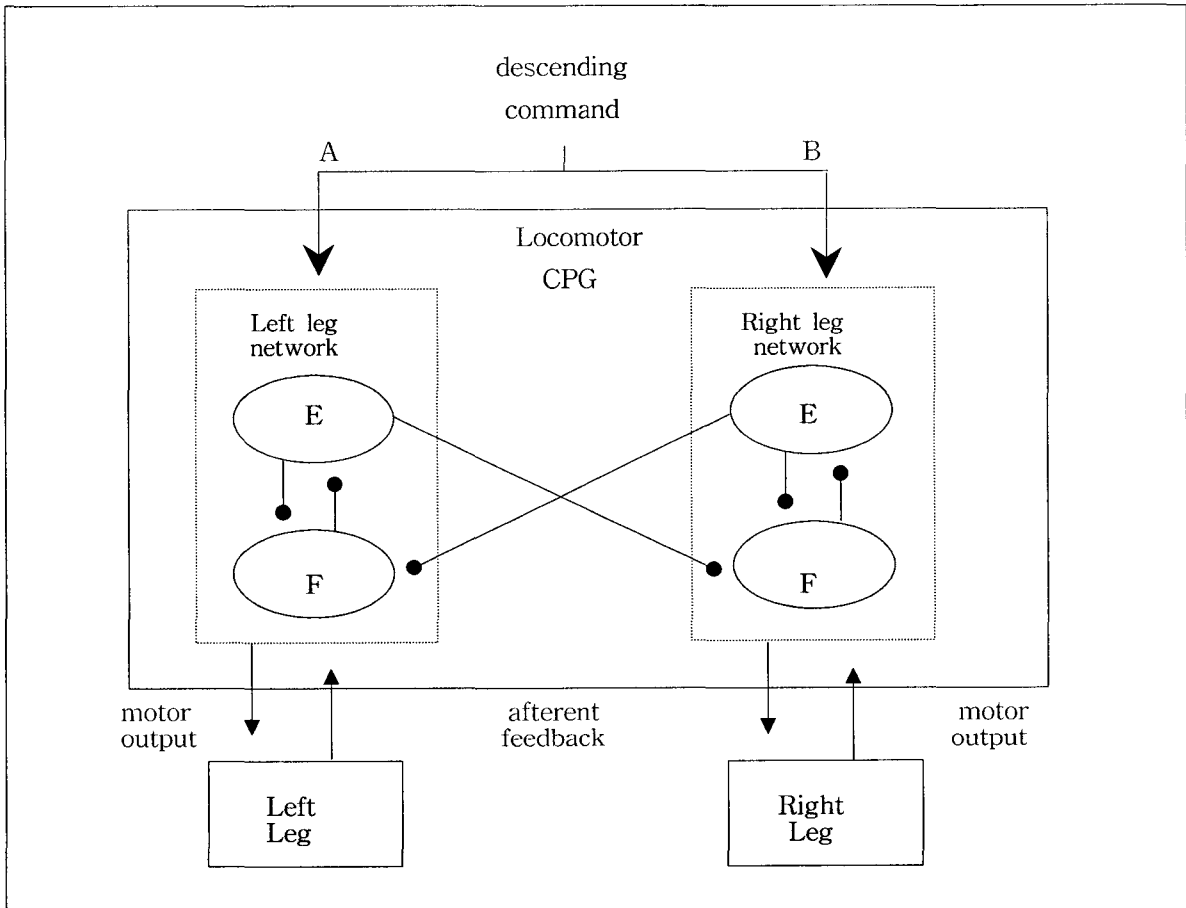 descending
command
A
B
Locomotor
CPG
Left leg
network
Right leg
network
E
E
F
F
motor
output
afterent
feedback
motor
output
Left
Leg
Right
Leg